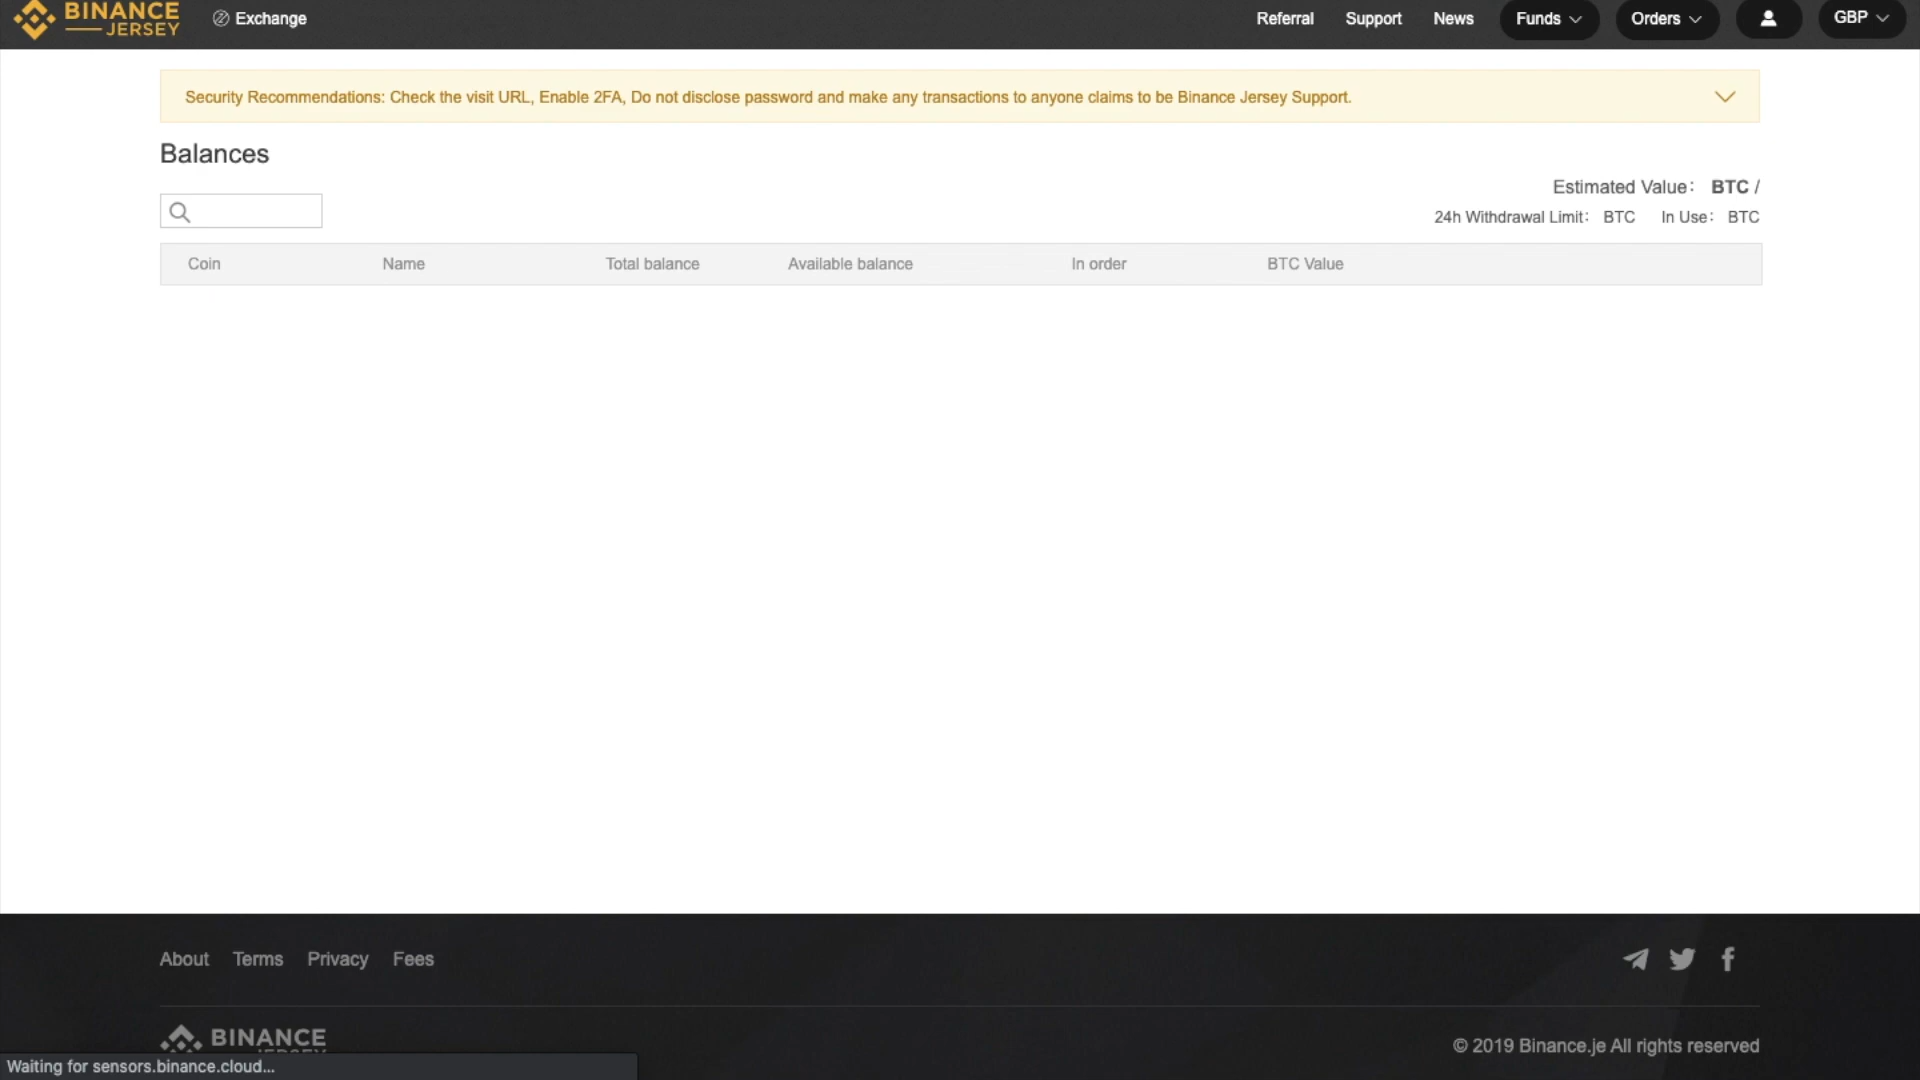 BINANCE
JERSEY
Exchange
Referral Support News Funds Orders GBP
Security Recommendations: Check the visit URL, Enable 2FA, Do not disclose password and make any transactions to anyone claims to be Binance Jersey Support.
Balances
Estimated Value: BTC /
24h Withdrawal Limit: BTC In Use: BTC
Coin Name Total balance Available balance In order BTC Value
About Terms Privacy Fees
BINANCE
JERSEY
© 2019 Binance.je All rights reserved
Waiting for sensors.binance.cloud...